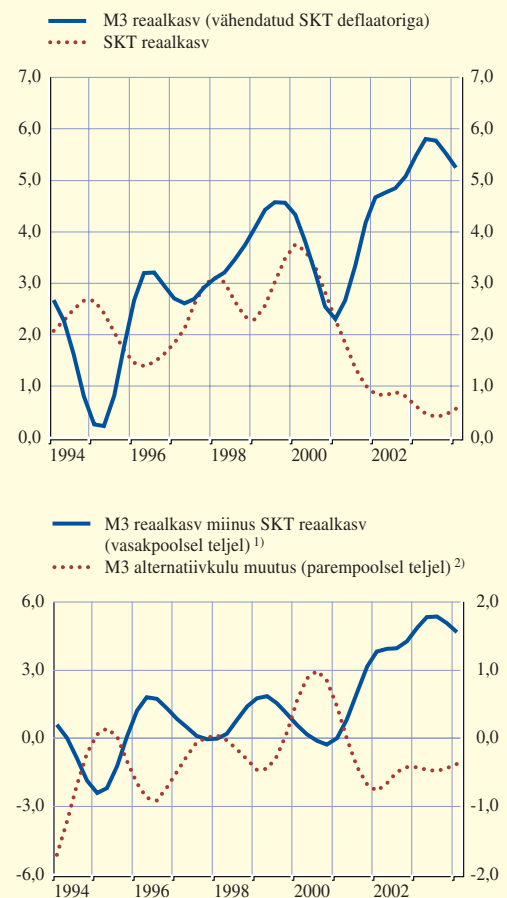 M3 reaalkasv (vähendatud SKT deflaatoriga)
SKT reaalkasv
7,0 7,0
6,0 6,0
5,0 5,0
4,0 4,0
3,0 3,0
2,0 2,0
1,0 1,0
0,0 0,0
1994 1996 1998 2000 2002
M3 reaalkasv miinus SKT reaalkasv
(vasakpoolsel teljel) 1)
M3 alternatiivkulu muutus (parempoolsel teljel) 2)
6,0 2,0
3,0 1,0
0,0 0,0
-3,0 -1,0
-6,0 -2,0
1994 1996 1998 2000 2002